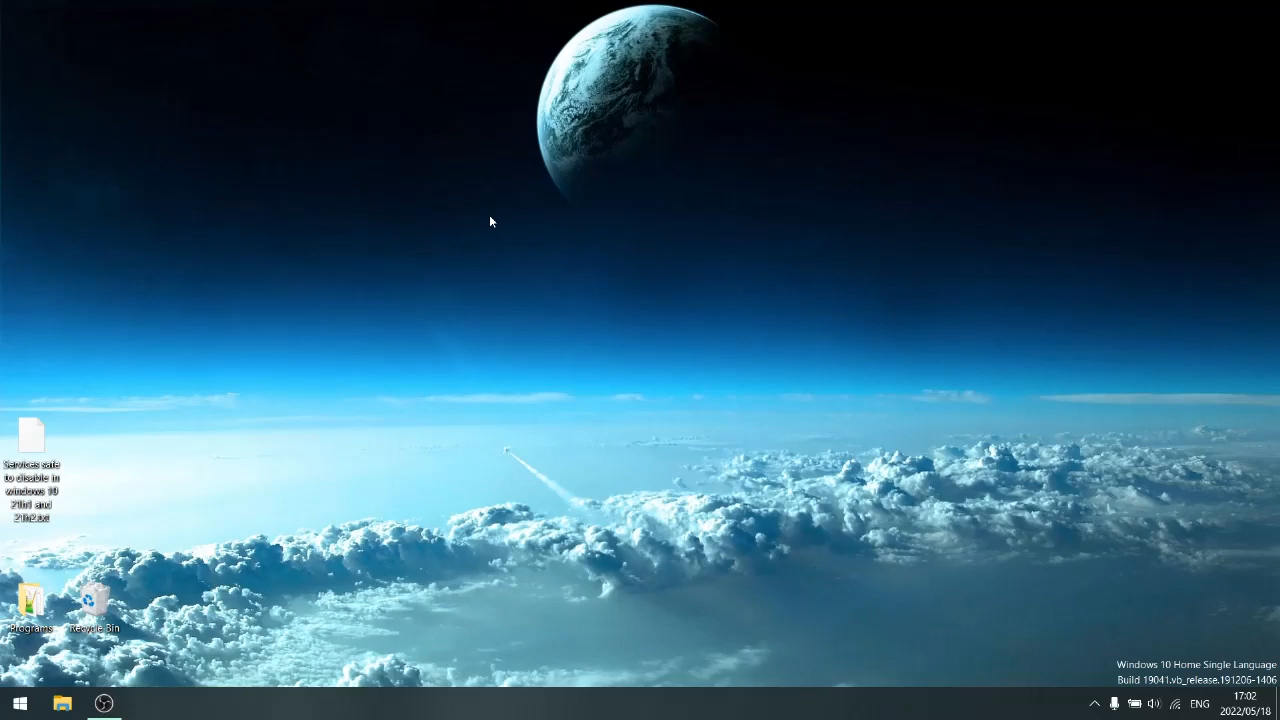 Services safe
to disable in
windows 10
21h1 and
21h2.txt
Programs
Recycle Bin
Windows 10 Home Single Language
Build 19041.vb_release.191206-1406
ENG
17:02
2022/05/18